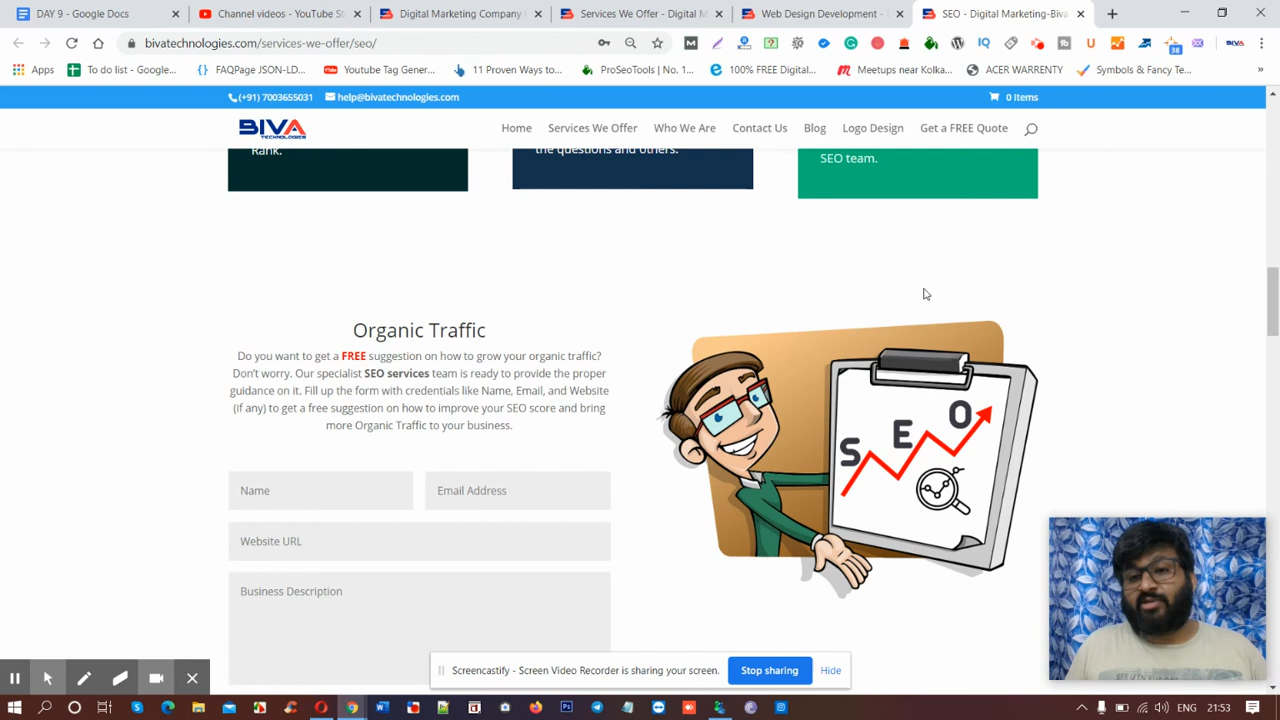 DAY 9 - Google Docs
Channel videos - YouTube St
Digital Marketing Company
Services We Offer - Digital M
Web Design Development -
SEO - Digital Marketing-Biva
bivatechnologies.com/services-we-offer/seo/
Apps
To do list - Google...
FAQPage JSON-LD...
Youtube Tag Gener...
11 Proven Ways to...
ProSeoTools | No. 1...
100% FREE Digital...
Meetups near Kolka...
ACER WARRENTY
Symbols & Fancy Te...
(+91) 7003655031
help@bivatechnologies.com
0 Items
BIVA
TECHNOLOGIES
Home
Services We Offer
Who We Are
Contact Us
Blog
Logo Design
Get a FREE Quote
Rank.
the questions and others.
SEO team.
Organic Traffic
Do you want to get a FREE suggestion on how to grow your organic traffic?
Don't worry. Our specialist SEO services team is ready to provide the proper
guidance on it. Fill up the form with credentials like Name, Email, and Website
(if any) to get a free suggestion on how to improve your SEO score and bring
more Organic Traffic to your business.
Name
Email Address
Website URL
Business Description
S E O
Screencastify - Screen Video Recorder is sharing your screen.
Stop sharing
Hide
ENG
21:53